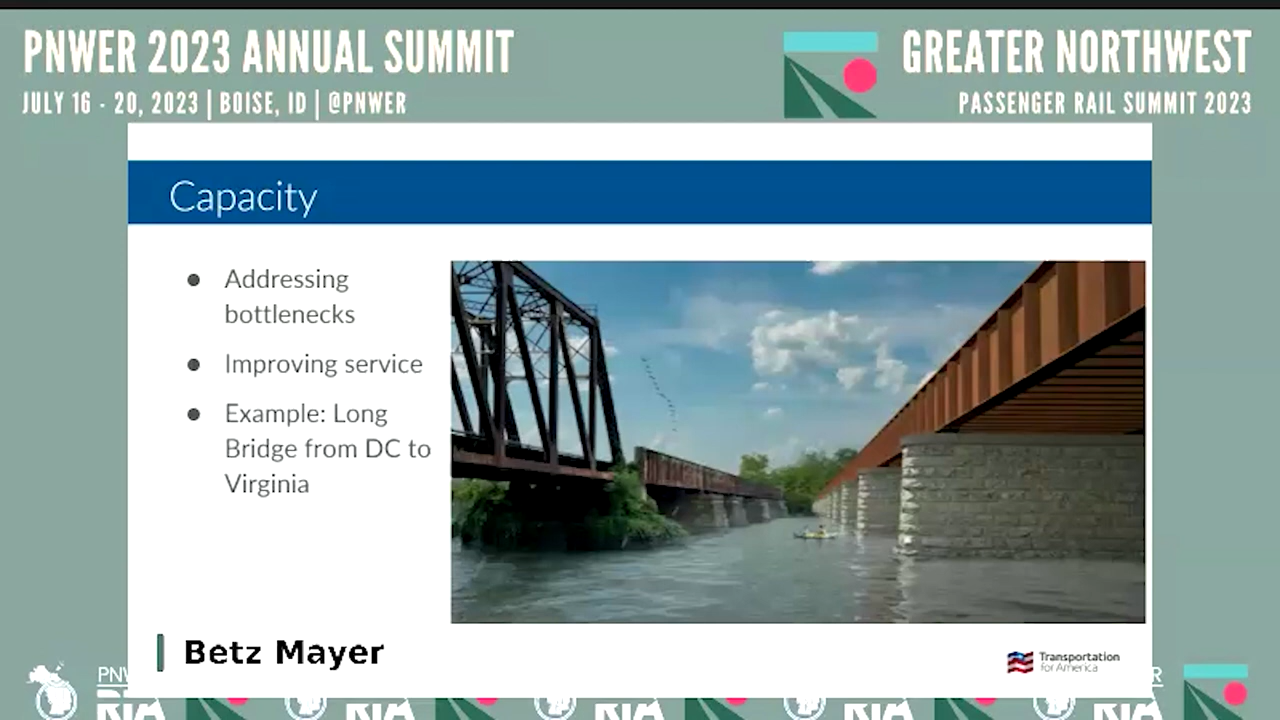 PNWER 2023 ANNUAL SUMMIT
JULY 16 - 20, 2023 | BOISE, ID | @PNWER
GREATER NORTHWEST
PASSENGER RAIL SUMMIT 2023
Capacity
● Addressing
bottlenecks
● Improving service
● Example: Long
Bridge from DC to
Virginia
Betz Mayer
Transportation
for America